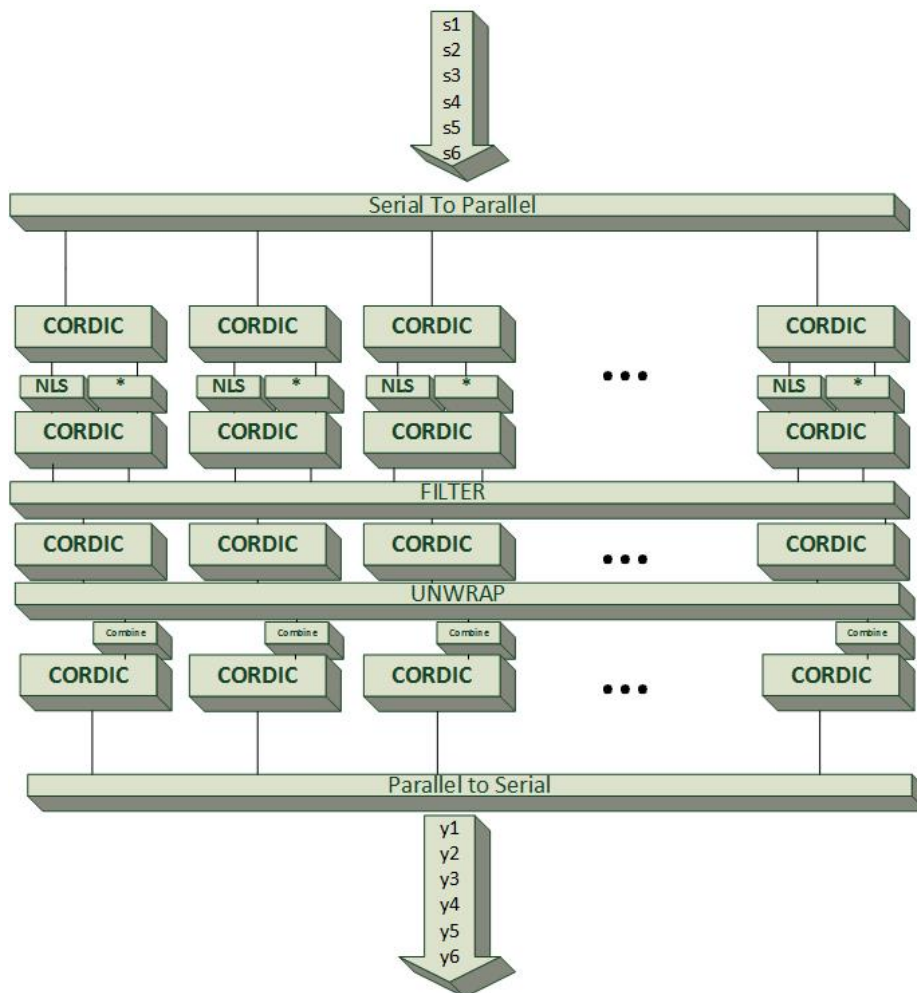 s1
s2
s3
s4
s5
s6
Serial To Parallel
CORDIC CORDIC CORDIC CORDIC
NLS * NLS * NLS * NLS *
CORDIC CORDIC CORDIC CORDIC
FILTER
CORDIC CORDIC CORDIC CORDIC
UNWRAP
Combine Combine Combine Combine
CORDIC CORDIC CORDIC CORDIC
Parallel to Serial
y1
y2
y3
y4
y5
y6